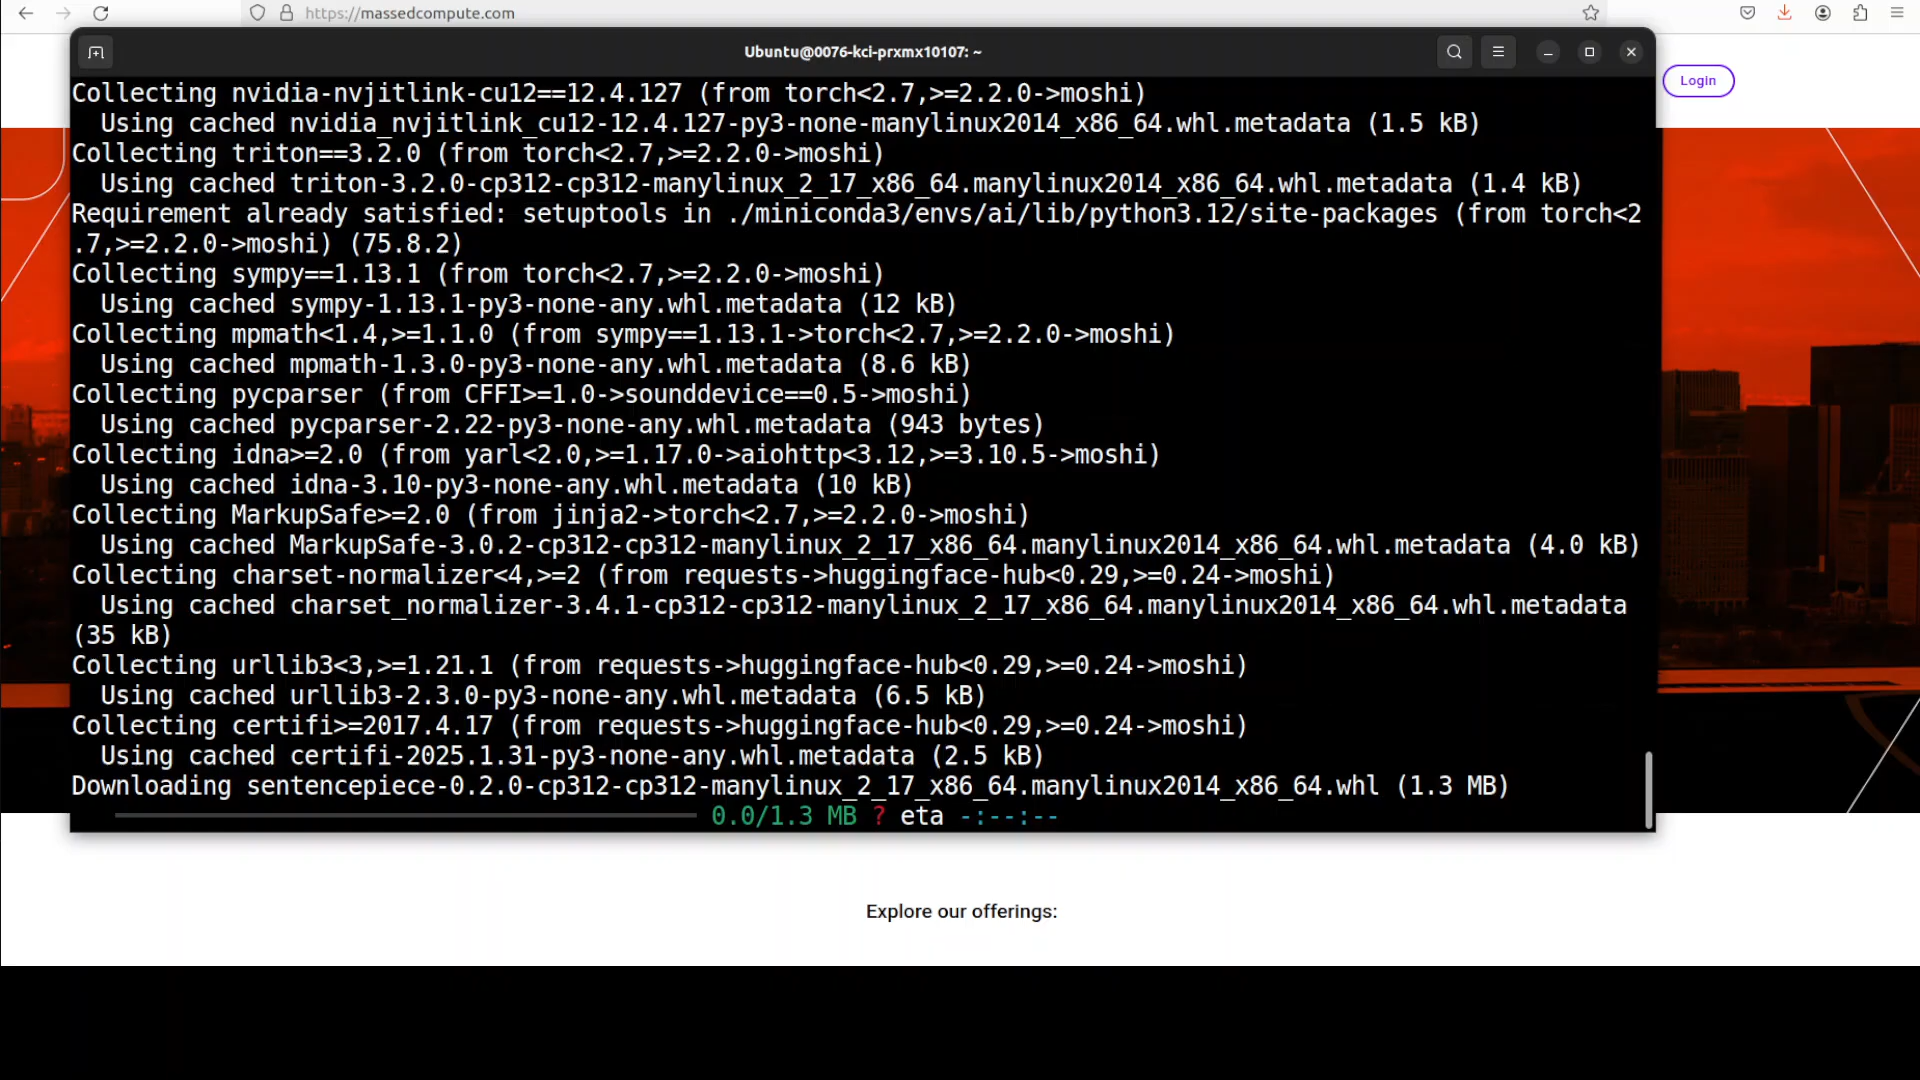 https://massedcompute.com
Ubuntu@0076-kci-prxmx10107: ~
Login
Collecting nvidia-nvjitlink-cu12==12.4.127 (from torch<2.7,>=2.2.0->moshi)
  Using cached nvidia_nvjitlink_cu12-12.4.127-py3-none-manylinux2014_x86_64.whl.metadata (1.5 kB)
Collecting triton==3.2.0 (from torch<2.7,>=2.2.0->moshi)
  Using cached triton-3.2.0-cp312-cp312-manylinux_2_17_x86_64.manylinux2014_x86_64.whl.metadata (1.4 kB)
Requirement already satisfied: setuptools in ./miniconda3/envs/ai/lib/python3.12/site-packages (from torch<2
.7,>=2.2.0->moshi) (75.8.2)
Collecting sympy==1.13.1 (from torch<2.7,>=2.2.0->moshi)
  Using cached sympy-1.13.1-py3-none-any.whl.metadata (12 kB)
Collecting mpmath<1.4,>=1.1.0 (from sympy==1.13.1->torch<2.7,>=2.2.0->moshi)
  Using cached mpmath-1.3.0-py3-none-any.whl.metadata (8.6 kB)
Collecting pycparser (from CFFI>=1.0->sounddevice==0.5->moshi)
  Using cached pycparser-2.22-py3-none-any.whl.metadata (943 bytes)
Collecting idna>=2.0 (from yarl<2.0,>=1.17.0->aiohttp<3.12,>=3.10.5->moshi)
  Using cached idna-3.10-py3-none-any.whl.metadata (10 kB)
Collecting MarkupSafe>=2.0 (from jinja2->torch<2.7,>=2.2.0->moshi)
  Using cached MarkupSafe-3.0.2-cp312-cp312-manylinux_2_17_x86_64.manylinux2014_x86_64.whl.metadata (4.0 kB)
Collecting charset-normalizer<4,>=2 (from requests->huggingface-hub<0.29,>=0.24->moshi)
  Using cached charset_normalizer-3.4.1-cp312-cp312-manylinux_2_17_x86_64.manylinux2014_x86_64.whl.metadata
(35 kB)
Collecting urllib3<3,>=1.21.1 (from requests->huggingface-hub<0.29,>=0.24->moshi)
  Using cached urllib3-2.3.0-py3-none-any.whl.metadata (6.5 kB)
Collecting certifi>=2017.4.17 (from requests->huggingface-hub<0.29,>=0.24->moshi)
  Using cached certifi-2025.1.31-py3-none-any.whl.metadata (2.5 kB)
Downloading sentencepiece-0.2.0-cp312-cp312-manylinux_2_17_x86_64.manylinux2014_x86_64.whl (1.3 MB)
0.0/1.3 MB ? eta -:--:--
Explore our offerings: